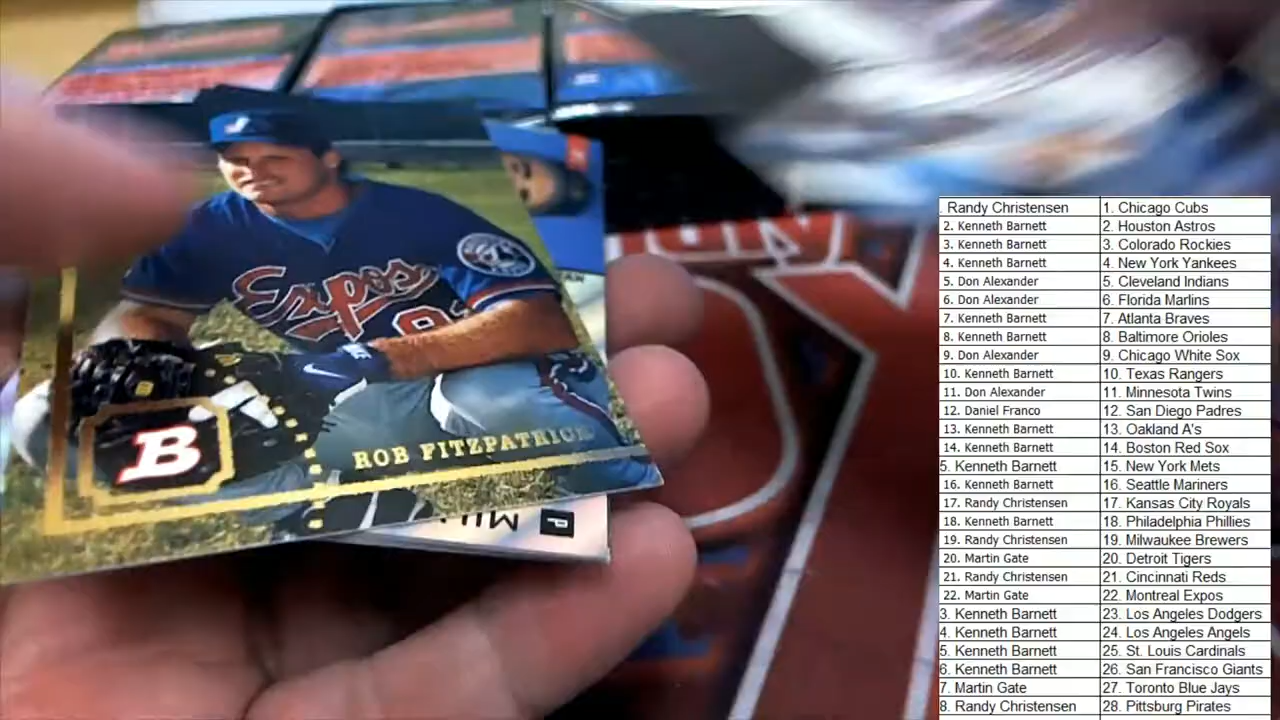 Expos
9
B
ROB FITZPATRICK
MIL
P
. Randy Christensen 1. Chicago Cubs
2. Kenneth Barnett 2. Houston Astros
3. Kenneth Barnett 3. Colorado Rockies
4. Kenneth Barnett 4. New York Yankees
5. Don Alexander 5. Cleveland Indians
6. Don Alexander 6. Florida Marlins
7. Kenneth Barnett 7. Atlanta Braves
8. Kenneth Barnett 8. Baltimore Orioles
9. Don Alexander 9. Chicago White Sox
10. Kenneth Barnett 10. Texas Rangers
11. Don Alexander 11. Minnesota Twins
12. Daniel Franco 12. San Diego Padres
13. Kenneth Barnett 13. Oakland A's
14. Kenneth Barnett 14. Boston Red Sox
5. Kenneth Barnett 15. New York Mets
16. Kenneth Barnett 16. Seattle Mariners
17. Randy Christensen 17. Kansas City Royals
18. Kenneth Barnett 18. Philadelphia Phillies
19. Randy Christensen 19. Milwaukee Brewers
20. Martin Gate 20. Detroit Tigers
21. Randy Christensen 21. Cincinnati Reds
22. Martin Gate 22. Montreal Expos
3. Kenneth Barnett 23. Los Angeles Dodgers
4. Kenneth Barnett 24. Los Angeles Angels
5. Kenneth Barnett 25. St. Louis Cardinals
6. Kenneth Barnett 26. San Francisco Giants
7. Martin Gate 27. Toronto Blue Jays
8. Randy Christensen 28. Pittsburg Pirates